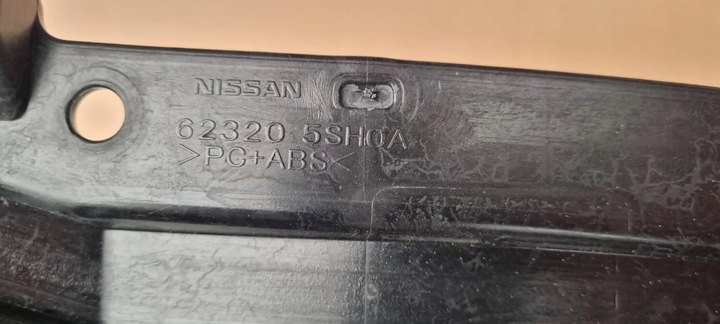 NISSAN
62320 5SH0A
>PC+ABS<